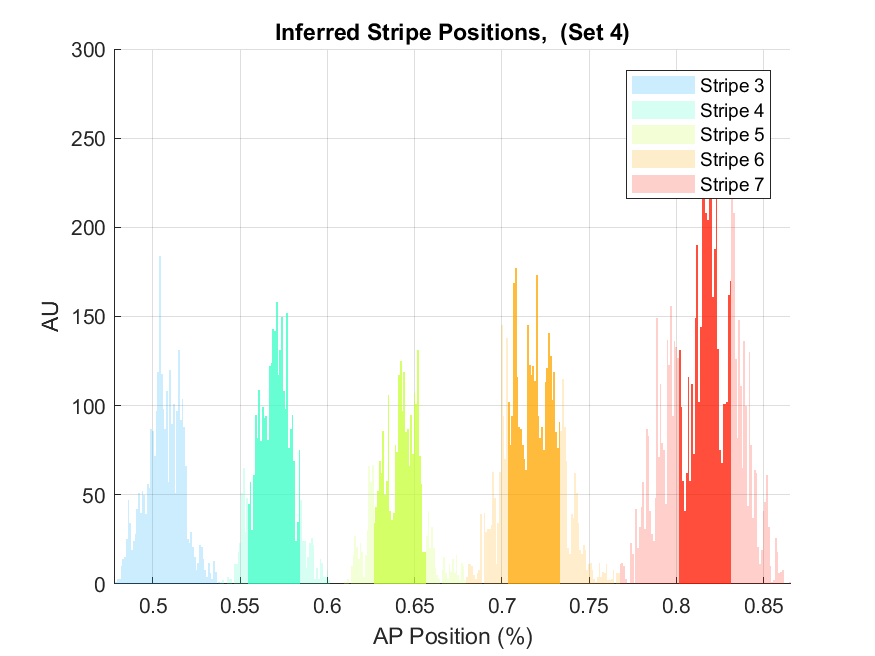 Inferred Stripe Positions,  (Set 4)
300
250
200
150
100
50
0
AU
Stripe 3
Stripe 4
Stripe 5
Stripe 6
Stripe 7
0.5 0.55 0.6 0.65 0.7 0.75 0.8 0.85
AP Position (%)